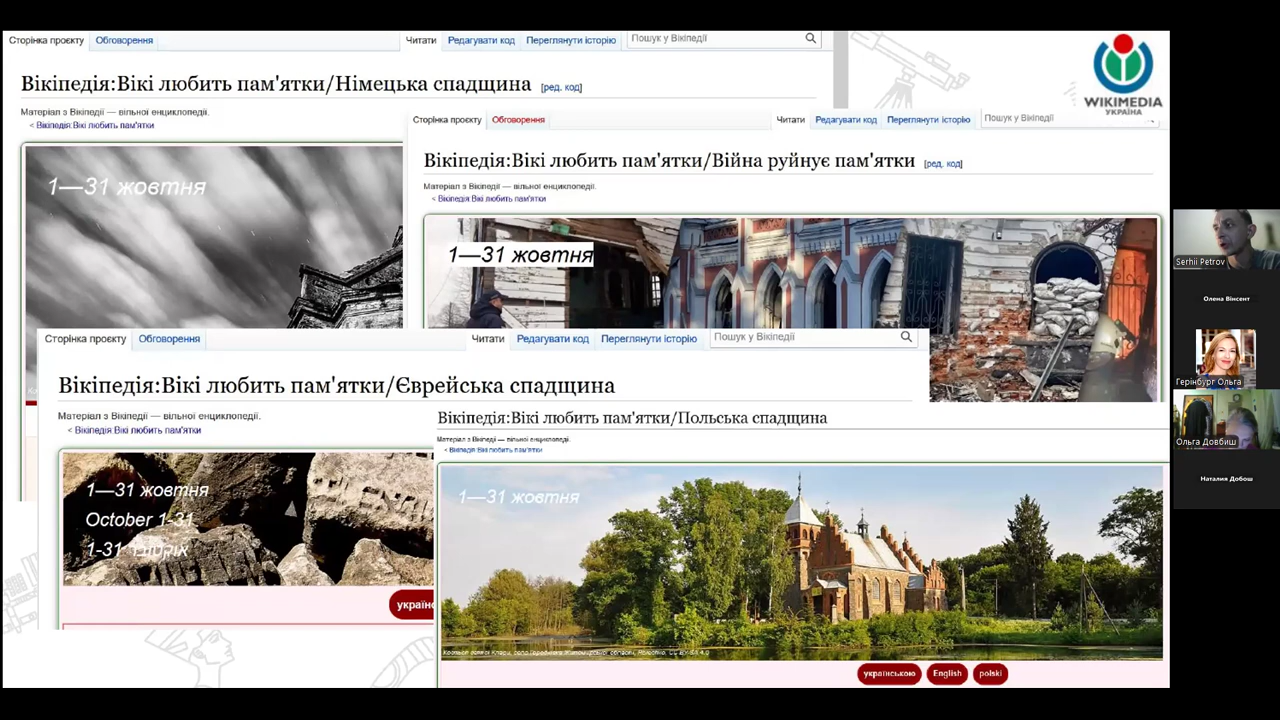 Сторінка проєкту Обговорення Читати Редагувати код Переглянути історію Пошук у Вікіпедії
Вікіпедія:Вікі любить пам'ятки/Німецька спадщина [ред. код]
Матеріал з Вікіпедії — вільної енциклопедії.
< Вікіпедія:Вікі любить пам'ятки
1—31 жовтня
WIKIMEDIA
УКРАЇНА
Сторінка проєкту Обговорення Читати Редагувати код Переглянути історію Пошук у Вікіпедії
Вікіпедія:Вікі любить пам'ятки/Війна руйнує пам'ятки [ред. код]
Матеріал з Вікіпедії — вільної енциклопедії.
< Вікіпедія:Вікі любить пам'ятки
1—31 жовтня
Сторінка проєкту Обговорення Читати Редагувати код Переглянути історію Пошук у Вікіпедії
Вікіпедія:Вікі любить пам'ятки/Єврейська спадщина
Матеріал з Вікіпедії — вільної енциклопедії.
< Вікіпедія:Вікі любить пам'ятки
1—31 жовтня
October 1-31
1-31
українс
Вікіпедія:Вікі любить пам'ятки/Польська спадщина
Матеріал з Вікіпедії — вільної енциклопедії.
< Вікіпедія:Вікі любить пам'ятки
1—31 жовтня
українською English polski
Serhii Petrov
Олена Вінсент
Герінбург Ольга
Ольга Довбиш
Наталия Добош